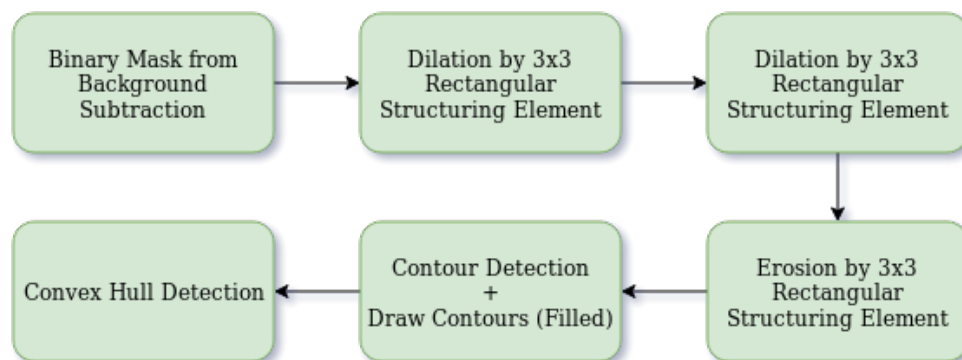 Binary Mask from
Background
Subtraction
Dilation by 3x3
Rectangular
Structuring Element
Dilation by 3x3
Rectangular
Structuring Element
Erosion by 3x3
Rectangular
Structuring Element
Contour Detection
+
Draw Contours (Filled)
Convex Hull Detection